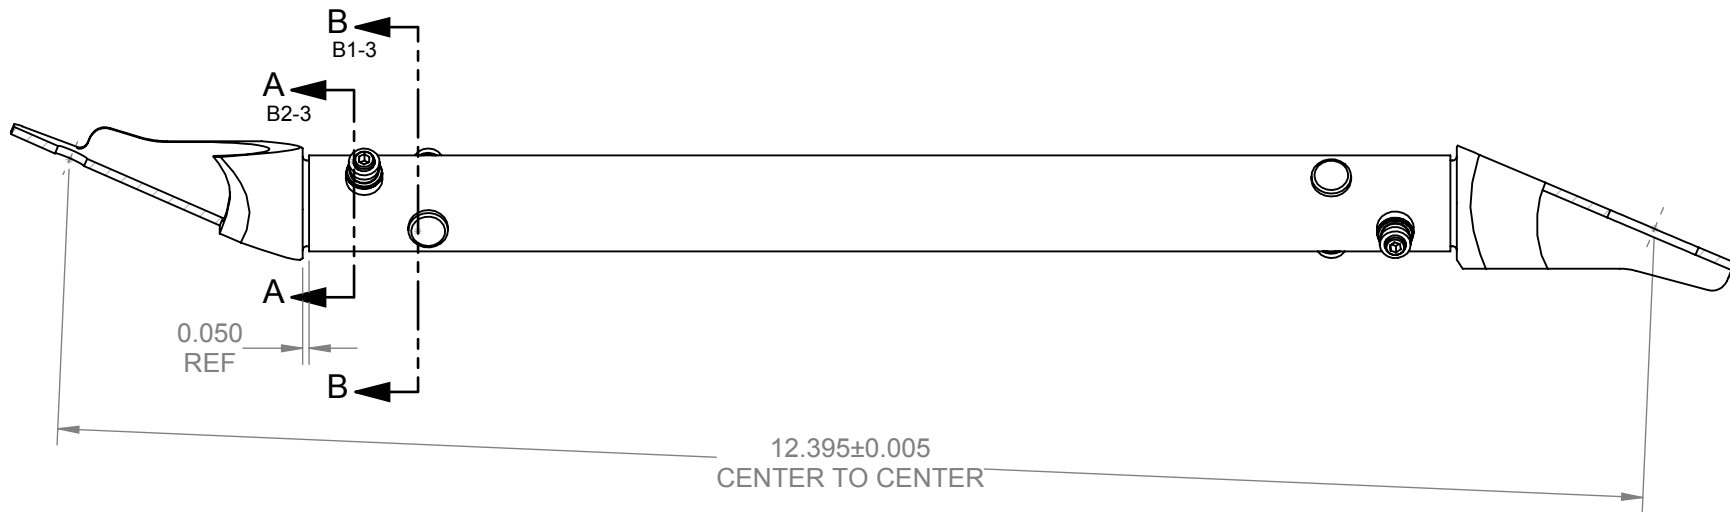 B
B1-3
A
B2-3
A
0.050
REF
B
12.395±0.005
CENTER TO CENTER